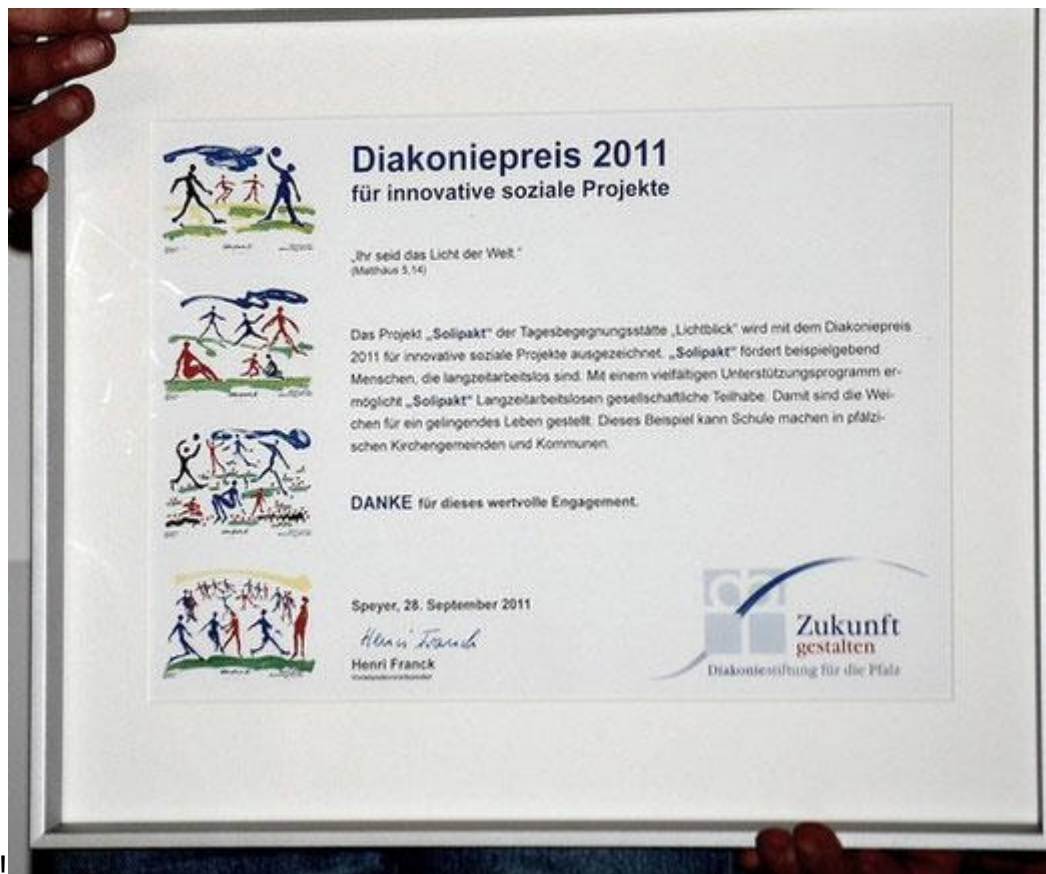 Diakoniepreis 2011
für innovative soziale Projekte
„Ihr seid das Licht der Welt.“
(Matthäus 5,14)
Das Projekt „Solipakt“ der Tagesbegegnungsstätte „Lichtblick“ wird mit dem Diakoniepreis
2011 für innovative soziale Projekte ausgezeichnet. „Solipakt“ fördert beispielgebend
Menschen, die langzeitarbeitslos sind. Mit einem vielfältigen Unterstützungsprogramm er-
möglicht „Solipakt“ Langzeitarbeitslosen gesellschaftliche Teilhabe. Damit sind die Wei-
chen für ein gelingendes Leben gestellt. Dieses Beispiel kann Schule machen in pfälzi-
schen Kirchengemeinden und Kommunen.
DANKE für dieses wertvolle Engagement.
Speyer, 28. September 2011
Henri Franck
Henri Franck
Vorstandsvorsitzender
Zukunft
gestalten
Diakoniestiftung für die Pfalz